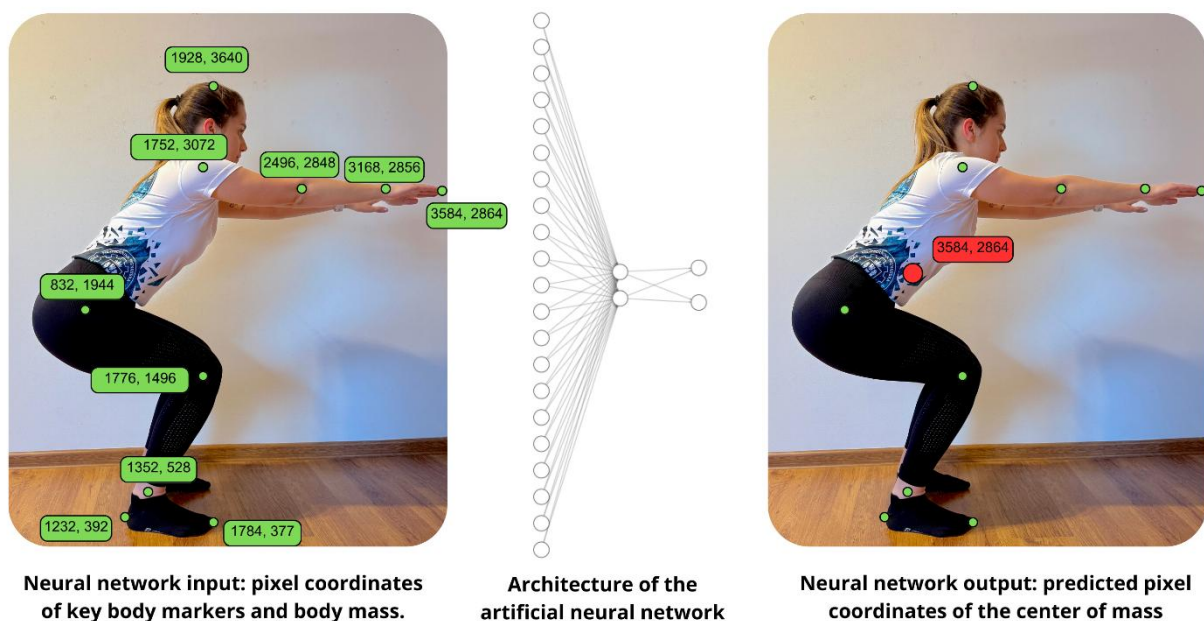 1928, 3640
1752, 3072
2496, 2848
3168, 2856
3584, 2864
832, 1944
1776, 1496
1352, 528
1232, 392
1784, 377
3584, 2864
Neural network input: pixel coordinates
of key body markers and body mass.
Architecture of the
artificial neural network
Neural network output: predicted pixel
coordinates of the center of mass